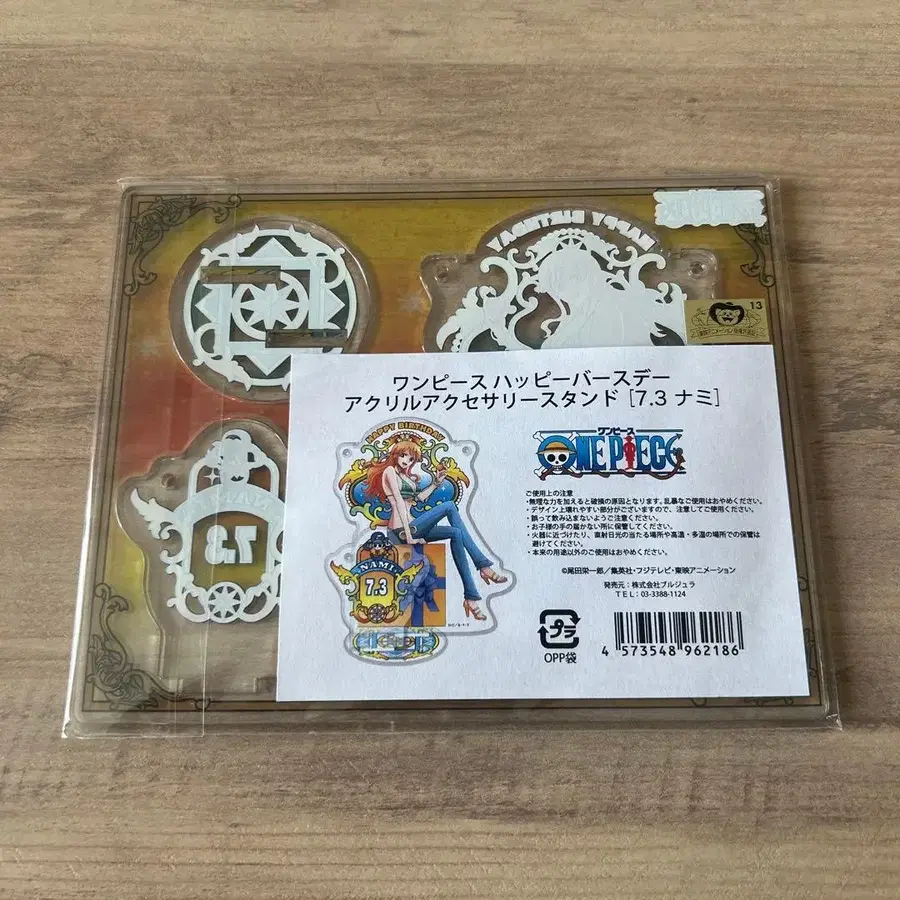 HAPPY BIRTHDAY
13
7.3
ワンピース ハッピーバースデー
アクリルアクセサリースタンド [7.3 ナミ]
HAPPY BIRTHDAY
NAMI
7.3
ワンピース
ONE PIECE
ご使用上の注意
・無理な力を加えると破損の原因となります。乱暴なご使用はおやめください。
・デザイン上壊れやすい部分がございますので、注意してご使用ください。
・誤って飲み込まないようご注意ください。
・お子様の手の届かない所に保管してください。
・火器に近づけたり、直射日光の当たる場所や高温・多湿の場所での保管は
避けてください。
・本来の用途以外のご使用はおやめください。
©尾田栄一郎/集英社・フジテレビ・東映アニメーション
発売元:株式会社ブルジュラ
TEL:03-3388-1124
プラ
OPP袋
4 573548 962186